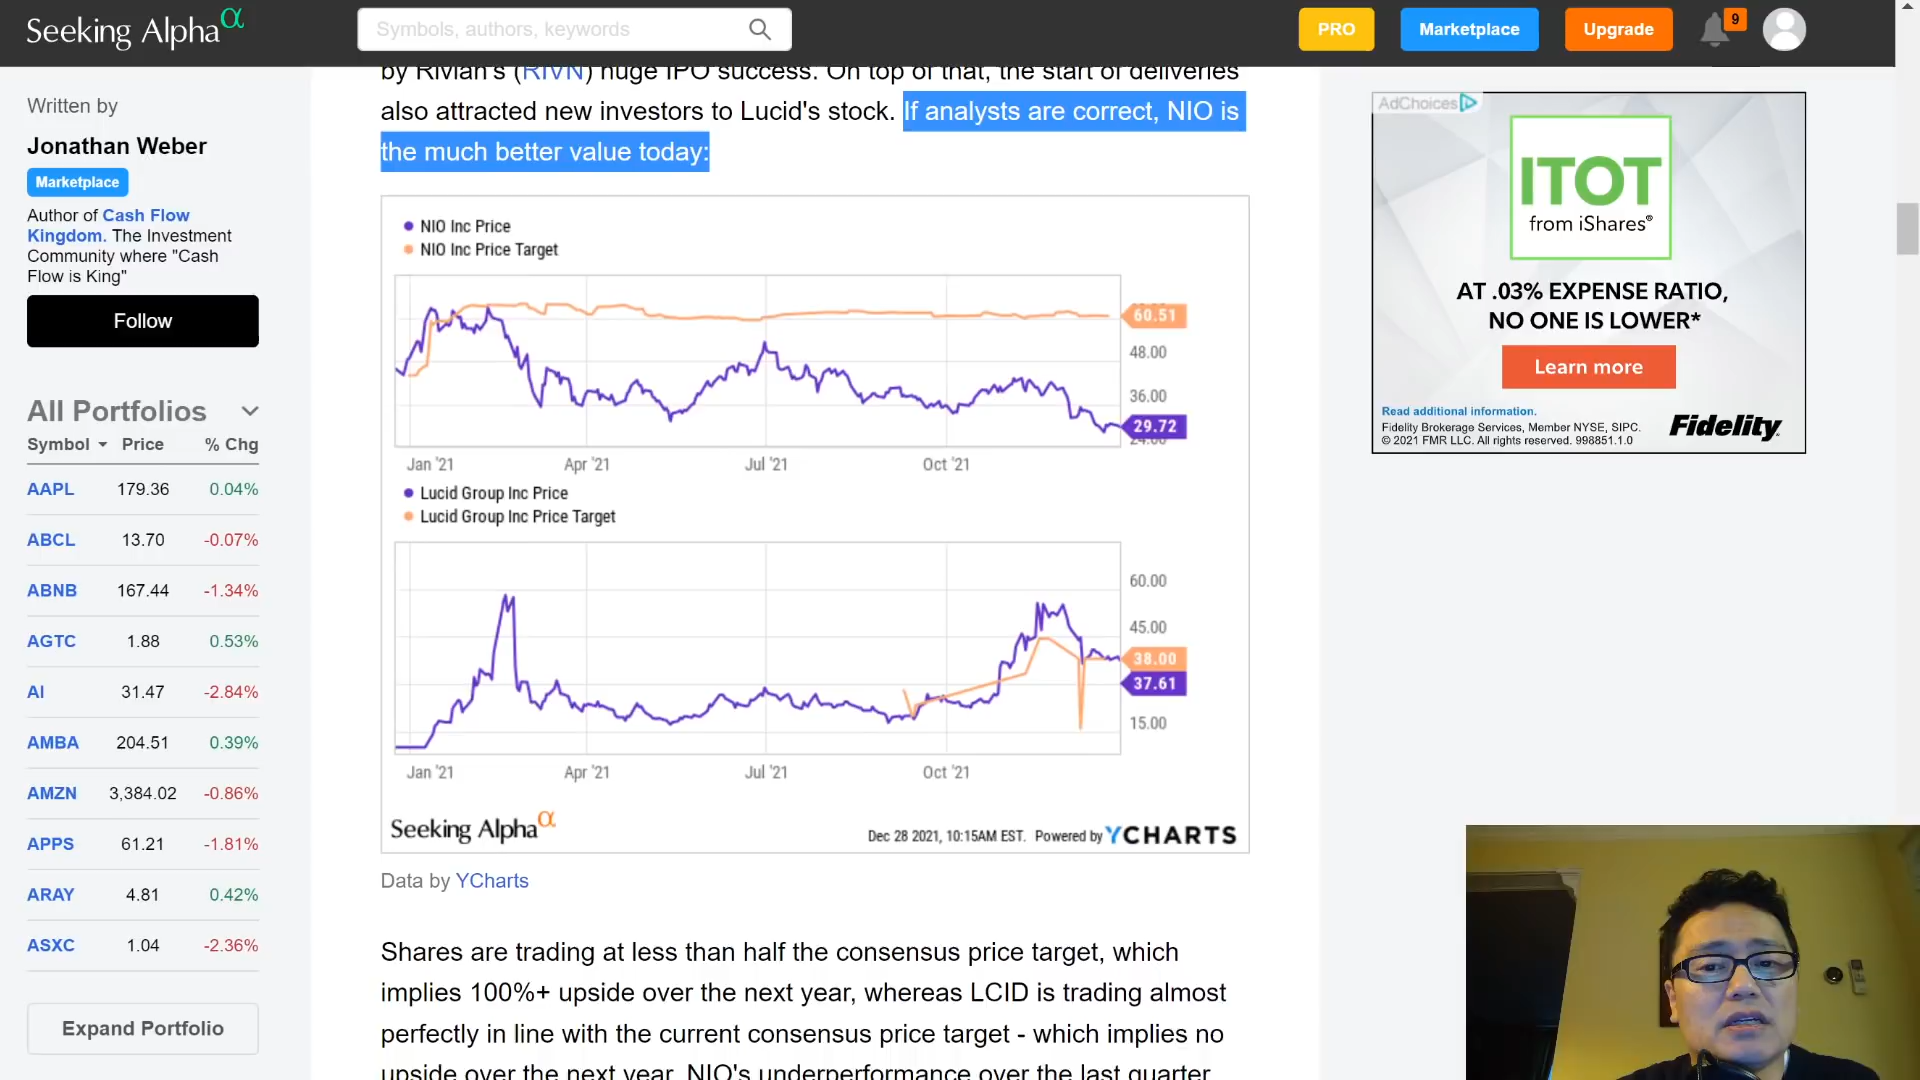 Seeking Alpha α
Symbols, authors, keywords
PRO
Marketplace
Upgrade
9
Written by
Jonathan Weber
Marketplace
Author of Cash Flow
Kingdom. The Investment
Community where "Cash
Flow is King"
Follow
All Portfolios
Symbol Price % Chg
AAPL 179.36 0.04%
ABCL 13.70 -0.07%
ABNB 167.44 -1.34%
AGTC 1.88 0.53%
AI 31.47 -2.84%
AMBA 204.51 0.39%
AMZN 3,384.02 -0.86%
APPS 61.21 -1.81%
ARAY 4.81 0.42%
ASXC 1.04 -2.36%
Expand Portfolio
by Rivian's (RIVN) huge IPO success. On top of that, the start of deliveries
also attracted new investors to Lucid's stock. If analysts are correct, NIO is
the much better value today:
NIO Inc Price
NIO Inc Price Target
60.51
48.00
36.00
29.72
24.00
Jan '21 Apr '21 Jul '21 Oct '21
Lucid Group Inc Price
Lucid Group Inc Price Target
60.00
45.00
38.00
37.61
15.00
Jan '21 Apr '21 Jul '21 Oct '21
Seeking Alpha α
Dec 28 2021, 10:15AM EST. Powered by YCHARTS
Data by YCharts
Shares are trading at less than half the consensus price target, which
implies 100%+ upside over the next year, whereas LCID is trading almost
perfectly in line with the current consensus price target - which implies no
upside over the next year. NIO's underperformance over the last quarter
AdChoices
ITOT
from iShares®
AT .03% EXPENSE RATIO,
NO ONE IS LOWER*
Learn more
Read additional information.
Fidelity Brokerage Services, Member NYSE, SIPC.
© 2021 FMR LLC. All rights reserved. 998851.1.0
Fidelity